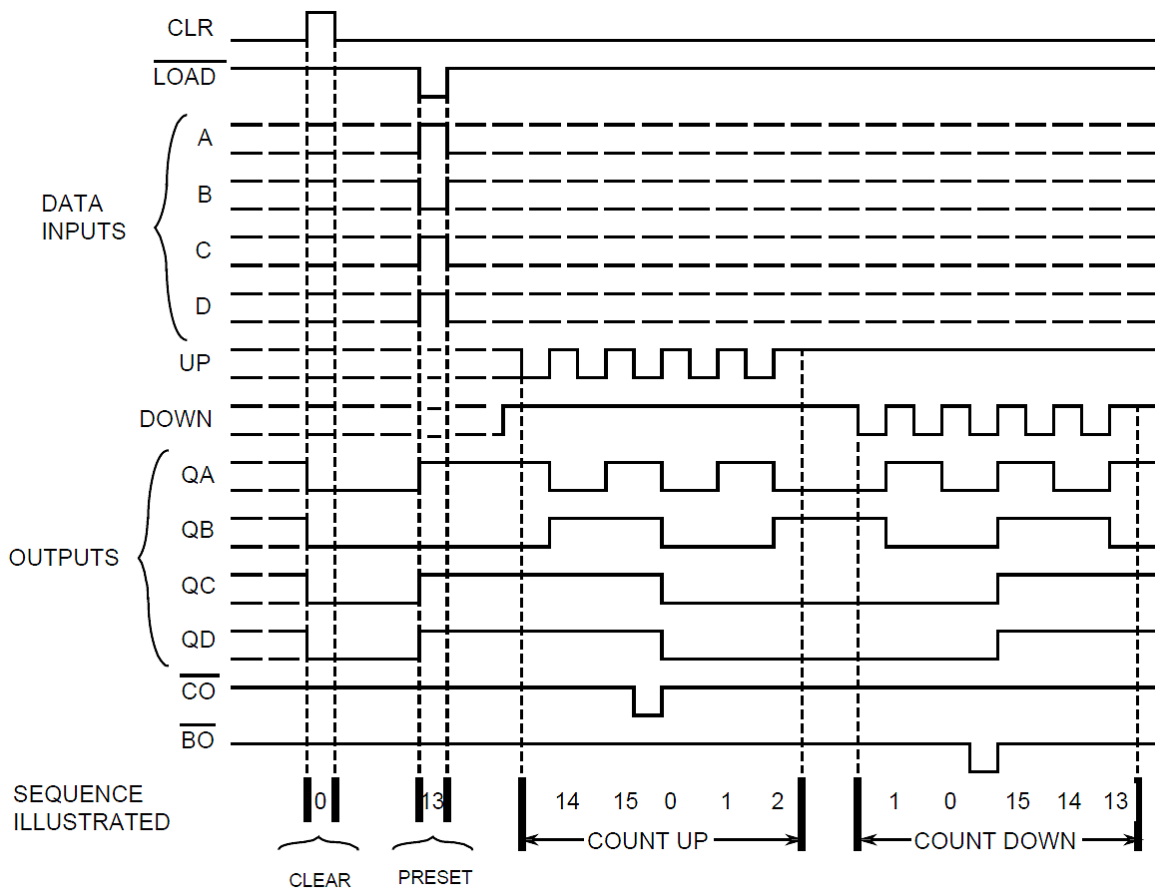 CLR
LOAD
A
B
C
D
DATA
INPUTS
UP
DOWN
QA
QB
QC
QD
OUTPUTS
CO
BO
SEQUENCE
ILLUSTRATED
0 13 14 15 0 1 2 1 0 15 14 13
COUNT UP COUNT DOWN
CLEAR PRESET